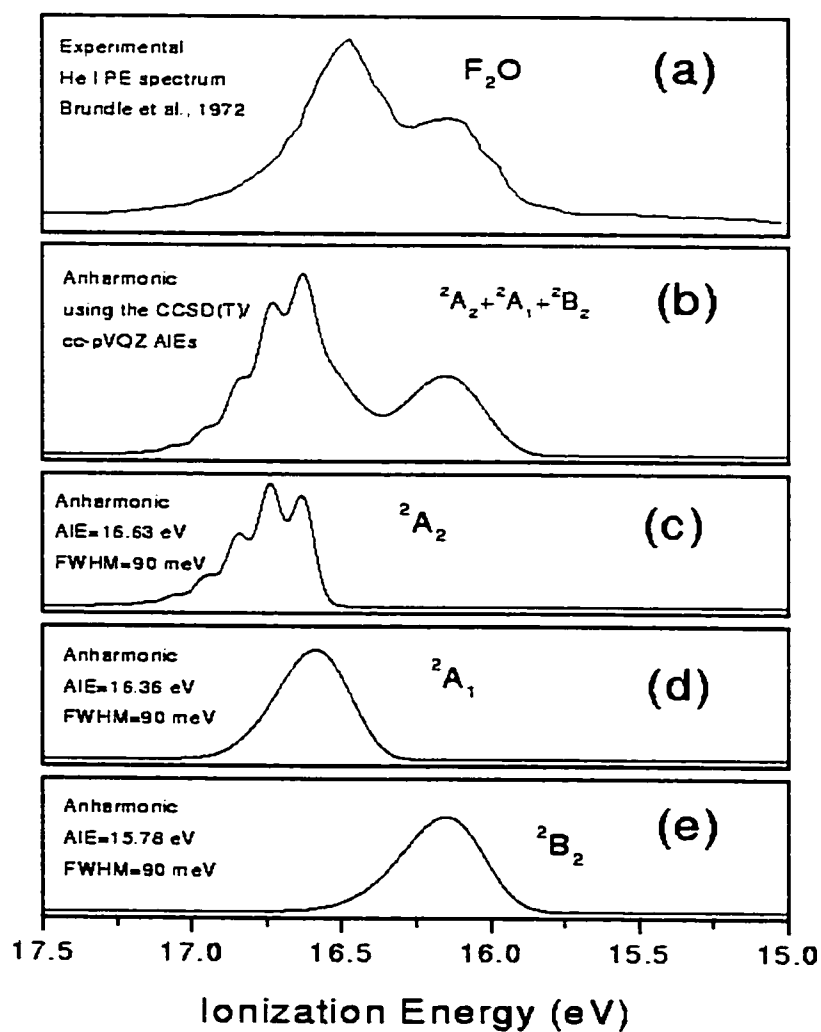 Experimental
He I PE spectrum
Brundle et al., 1972
F₂O
(a)
Anharmonic
using the CCSD(T)/
cc-pVQZ AIEs
²A₂+²A₁+²B₂
(b)
Anharmonic
AIE=16.63 eV
FWHM=90 meV
²A₂
(c)
Anharmonic
AIE=16.36 eV
FWHM=90 meV
²A₁
(d)
Anharmonic
AIE=15.78 eV
FWHM=90 meV
²B₂
(e)
17.5 17.0 16.5 16.0 15.5 15.0
Ionization Energy (eV)